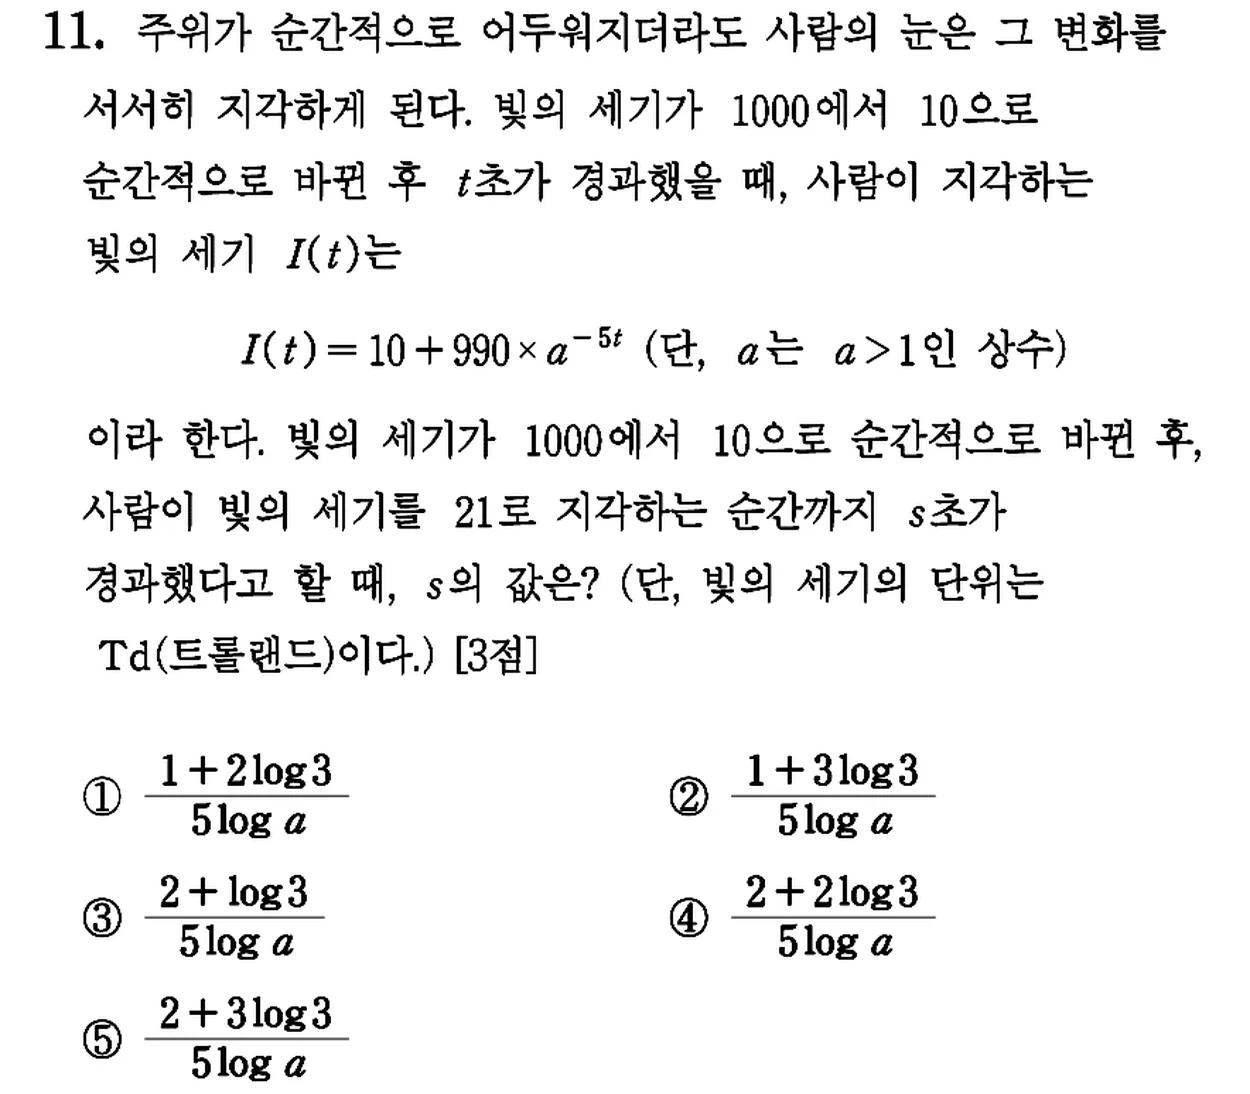 11. 주위가 순간적으로 어두워지더라도 사람의 눈은 그 변화를
서서히 지각하게 된다. 빛의 세기가 1000에서 10으로
순간적으로 바뀐 후 t초가 경과했을 때, 사람이 지각하는
빛의 세기 I(t)는
I(t)=10+990×a^{-5t} (단, a는 a>1인 상수)
이라 한다. 빛의 세기가 1000에서 10으로 순간적으로 바뀐 후,
사람이 빛의 세기를 21로 지각하는 순간까지 s초가
경과했다고 할 때, s의 값은? (단, 빛의 세기의 단위는
Td(트롤랜드)이다.) [3점]
① \frac{1+2log3}{5log a} ② \frac{1+3log3}{5log a}
③ \frac{2+log3}{5log a} ④ \frac{2+2log3}{5log a}
⑤ \frac{2+3log3}{5log a}